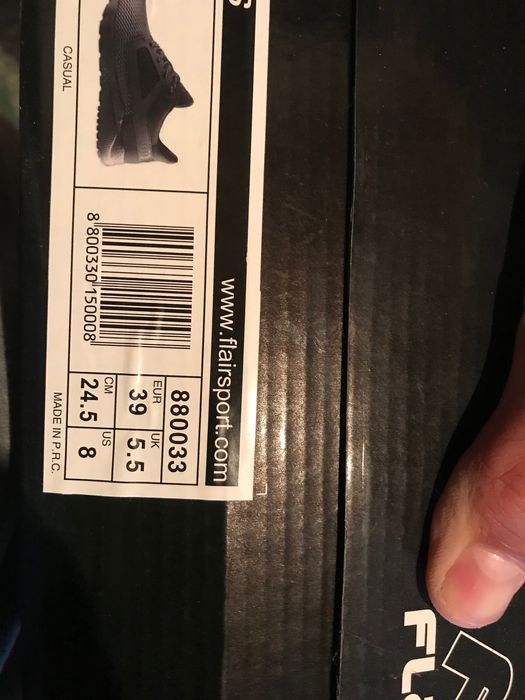 CASUAL
8 800330 150008
www.flairsport.com
880033
EUR 39
UK 5.5
CM 24.5
US 8
MADE IN P.R.C.